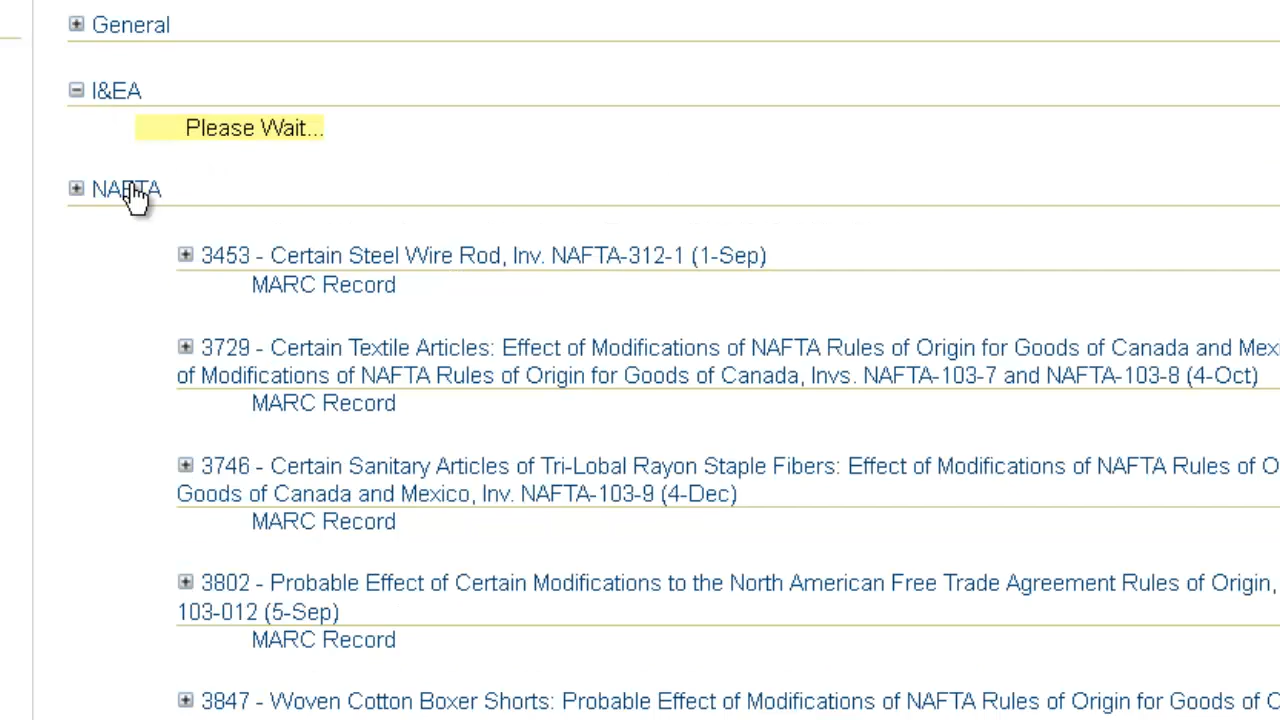 General
I&EA
Please Wait...
NAFTA
3453 - Certain Steel Wire Rod, Inv. NAFTA-312-1 (1-Sep)
MARC Record
3729 - Certain Textile Articles: Effect of Modifications of NAFTA Rules of Origin for Goods of Canada and Mexi
of Modifications of NAFTA Rules of Origin for Goods of Canada, Invs. NAFTA-103-7 and NAFTA-103-8 (4-Oct)
MARC Record
3746 - Certain Sanitary Articles of Tri-Lobal Rayon Staple Fibers: Effect of Modifications of NAFTA Rules of O
Goods of Canada and Mexico, Inv. NAFTA-103-9 (4-Dec)
MARC Record
3802 - Probable Effect of Certain Modifications to the North American Free Trade Agreement Rules of Origin,
103-012 (5-Sep)
MARC Record
3847 - Woven Cotton Boxer Shorts: Probable Effect of Modifications of NAFTA Rules of Origin for Goods of C